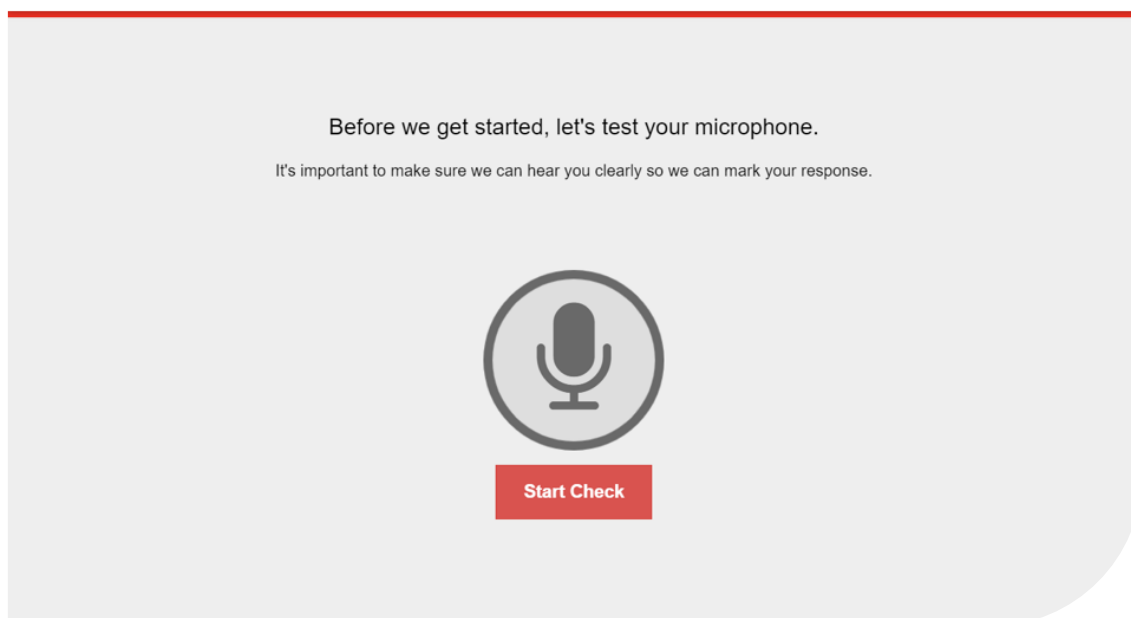 Before we get started, let's test your microphone.
It's important to make sure we can hear you clearly so we can mark your response.
Start Check